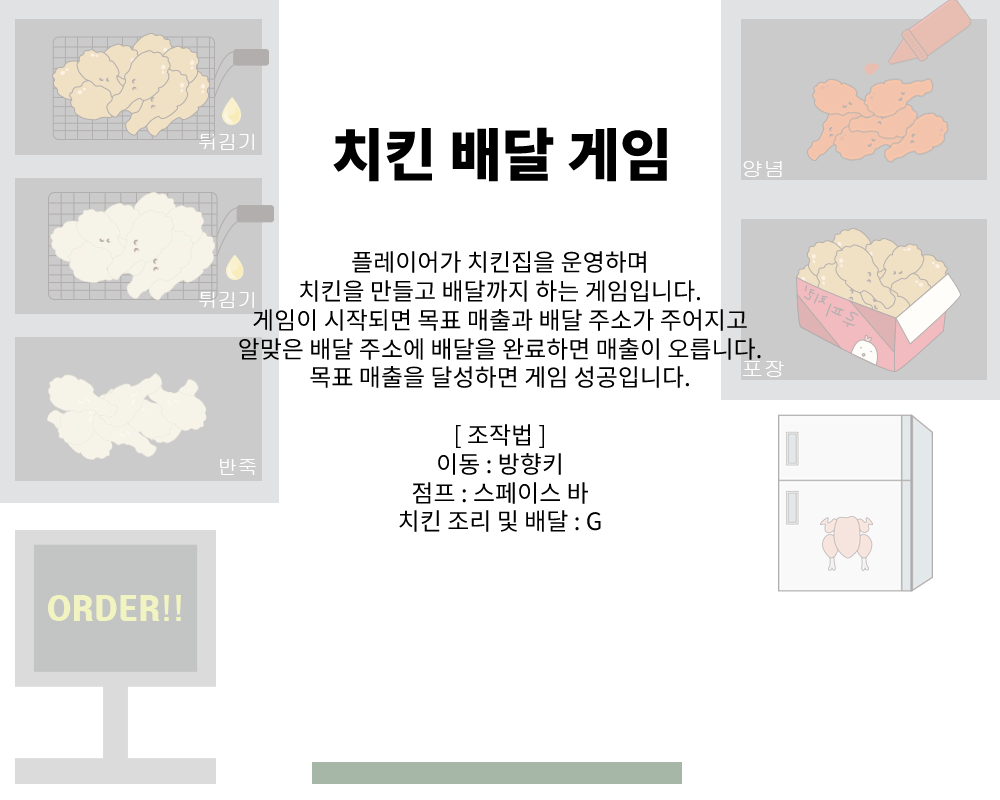 튀김기
튀김기
반죽
ORDER!!
치킨 배달 게임
플레이어가 치킨집을 운영하며
치킨을 만들고 배달까지 하는 게임입니다.
게임이 시작되면 목표 매출과 배달 주소가 주어지고
알맞은 배달 주소에 배달을 완료하면 매출이 오릅니다.
목표 매출을 달성하면 게임 성공입니다.
[ 조작법 ]
이동 : 방향키
점프 : 스페이스 바
치킨 조리 및 배달 : G
양념
포장